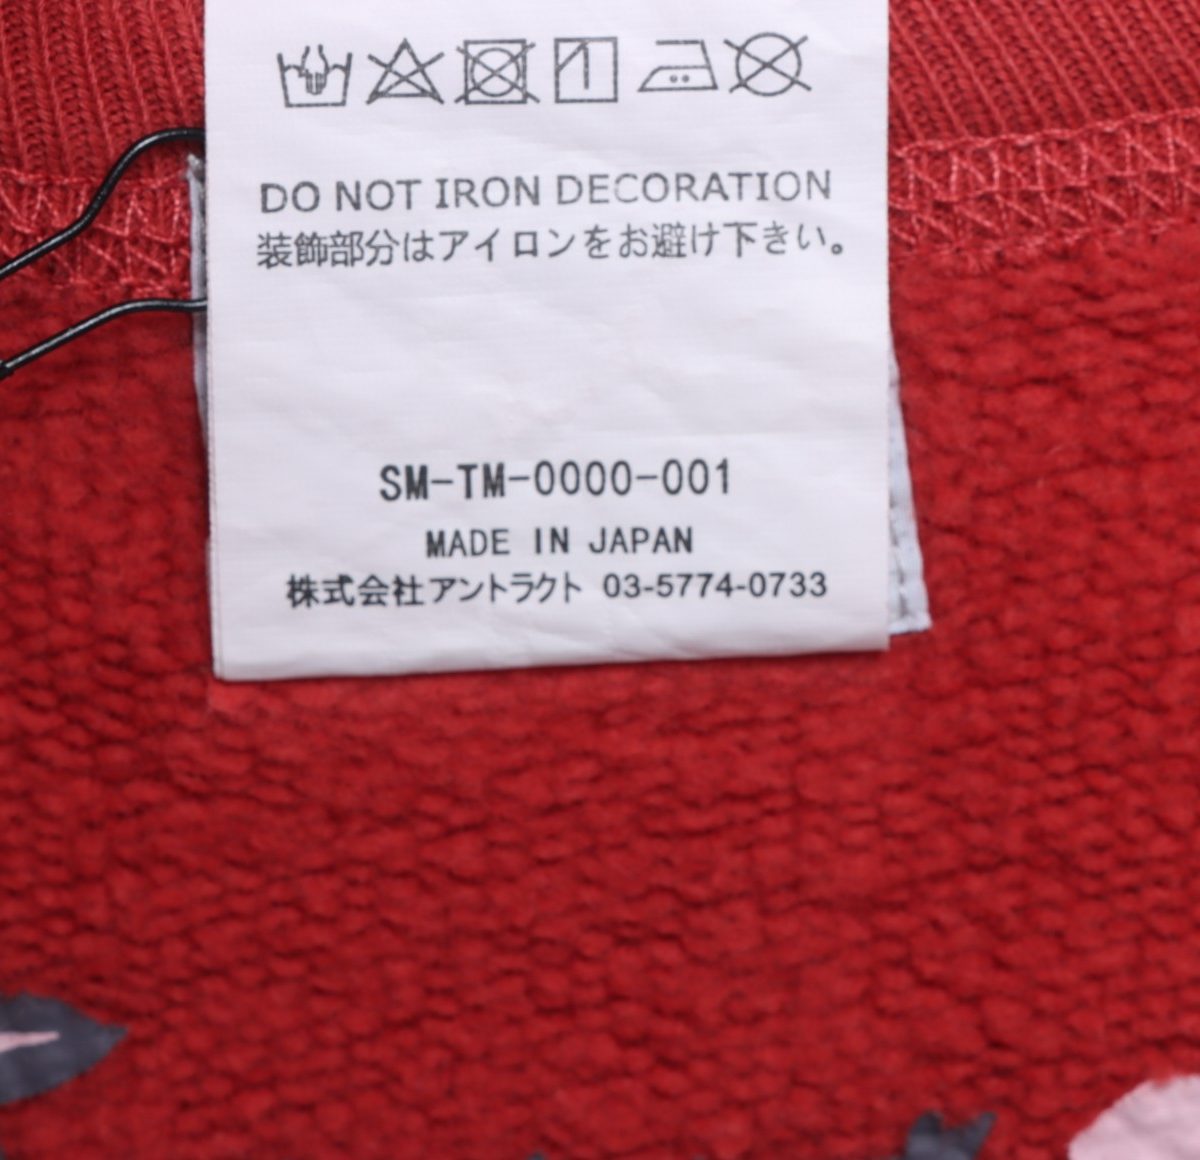 DO NOT IRON DECORATION
装飾部分はアイロンをお避け下さい。
SM-TM-0000-001
MADE IN JAPAN
株式会社アントラクト 03-5774-0733